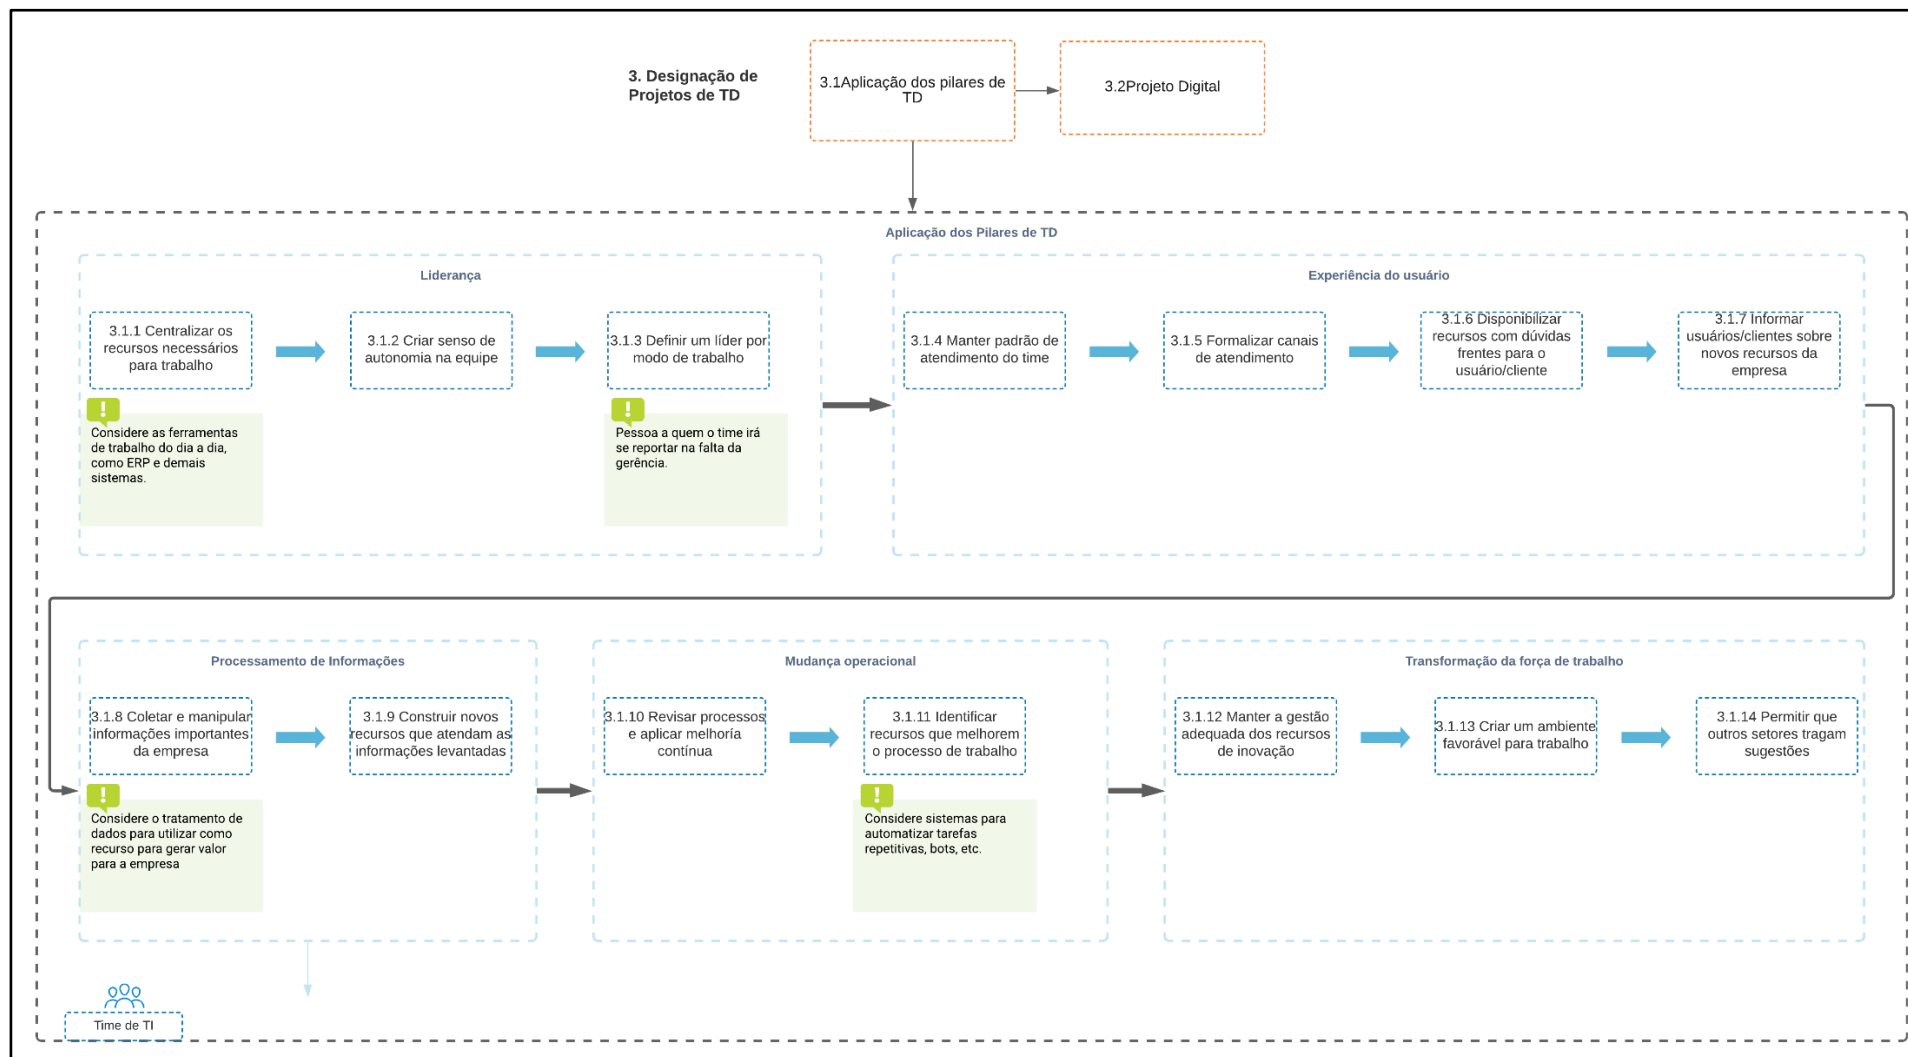 3. Designação de
Projetos de TD
3.1Aplicação dos pilares de
TD
3.2Projeto Digital
Aplicação dos Pilares de TD
Liderança
3.1.1 Centralizar os
recursos necessários
para trabalho
3.1.2 Criar senso de
autonomia na equipe
3.1.3 Definir um líder por
modo de trabalho
!
Considere as ferramentas
de trabalho do dia a dia,
como ERP e demais
sistemas.
!
Pessoa a quem o time irá
se reportar na falta da
gerência.
Experiência do usuário
3.1.4 Manter padrão de
atendimento do time
3.1.5 Formalizar canais
de atendimento
3.1.6 Disponibilizar
recursos com dúvidas
frentes para o
usuário/cliente
3.1.7 Informar
usuários/clientes sobre
novos recursos da
empresa
Processamento de Informações
3.1.8 Coletar e manipular
informações importantes
da empresa
3.1.9 Construir novos
recursos que atendam as
informações levantadas
!
Considere o tratamento de
dados para utilizar como
recurso para gerar valor
para a empresa
Mudança operacional
3.1.10 Revisar processos
e aplicar melhoría
contínua
3.1.11 Identificar
recursos que melhorem
o processo de trabalho
!
Considere sistemas para
automatizar tarefas
repetitivas, bots, etc.
Transformação da força de trabalho
3.1.12 Manter a gestão
adequada dos recursos
de inovação
3.1.13 Criar um ambiente
favorável para trabalho
3.1.14 Permitir que
outros setores tragam
sugestões
Time de TI